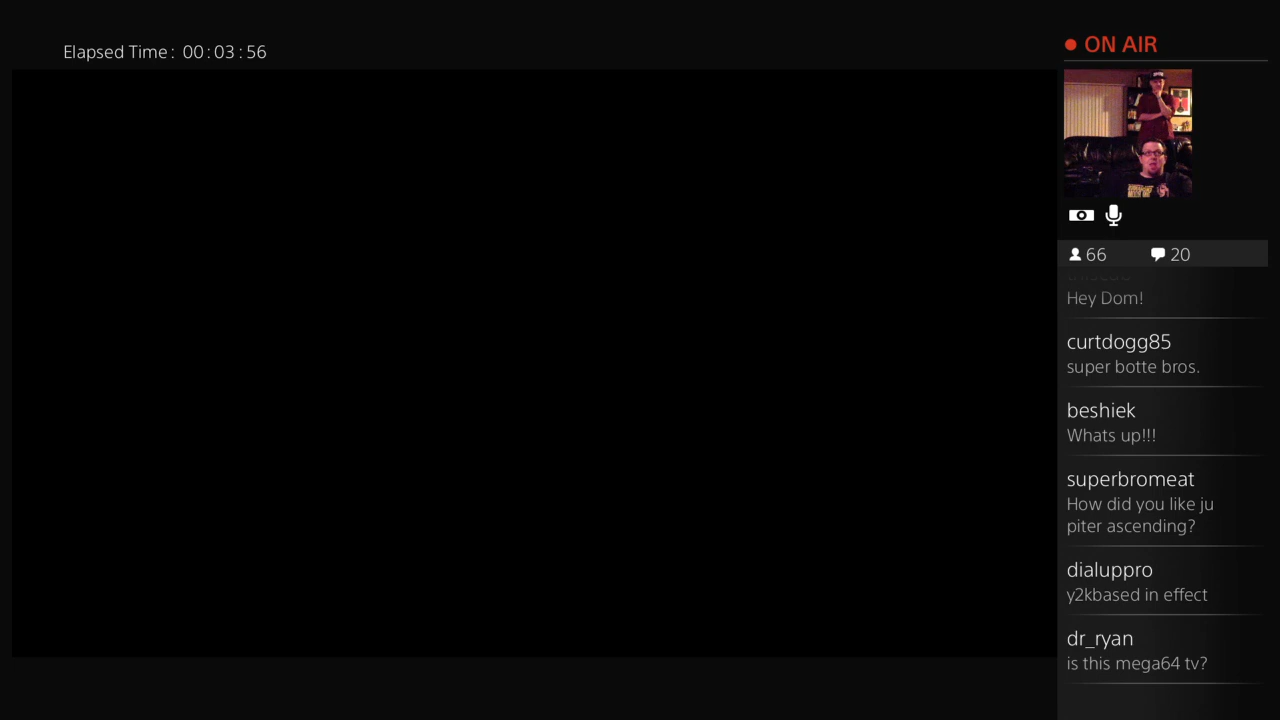 Elapsed Time: 00:03:56
ON AIR
66
20
Hey Dom!
curtdogg85
super botte bros.
beshiek
Whats up!!!
superbromeat
How did you like ju
piter ascending?
dialuppro
y2kbased in effect
dr_ryan
is this mega64 tv?